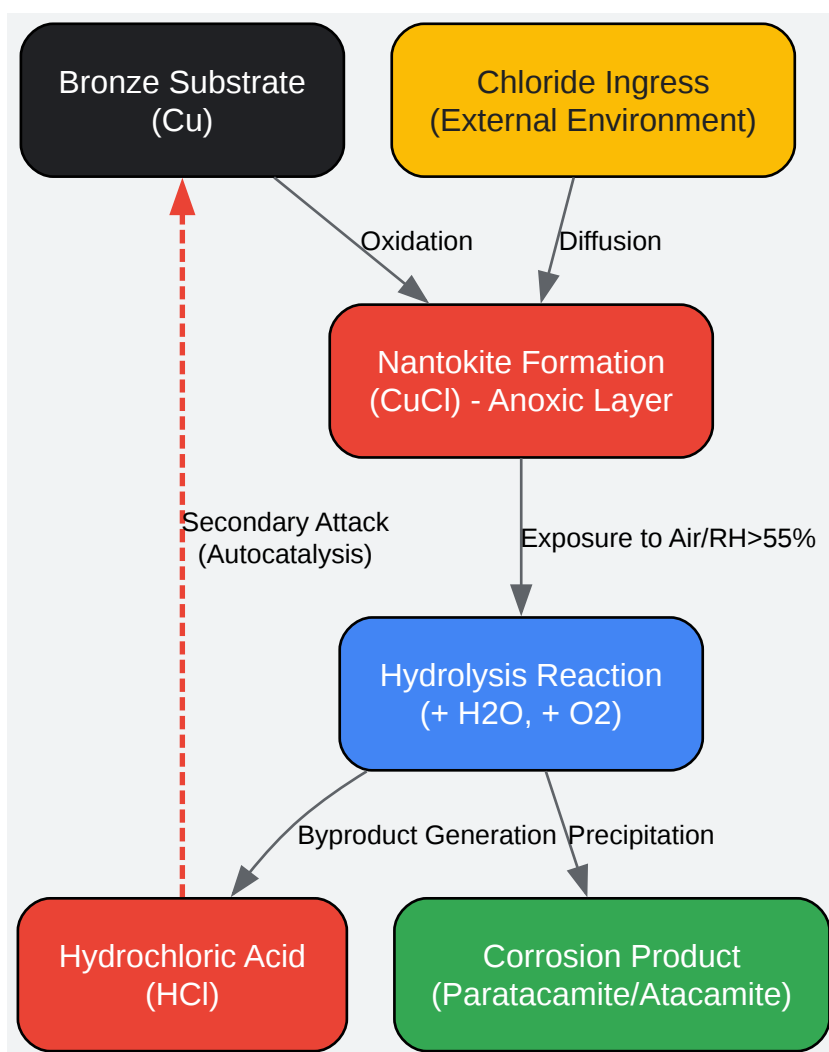 Bronze Substrate
(Cu)
Chloride Ingress
(External Environment)
Oxidation
Diffusion
Nantokite Formation
(CuCl) - Anoxic Layer
Secondary Attack
(Autocatalysis)
Exposure to Air/RH>55%
Hydrolysis Reaction
(+ H2O, + O2)
Byproduct Generation
Precipitation
Hydrochloric Acid
(HCl)
Corrosion Product
(Paratacamite/Atacamite)